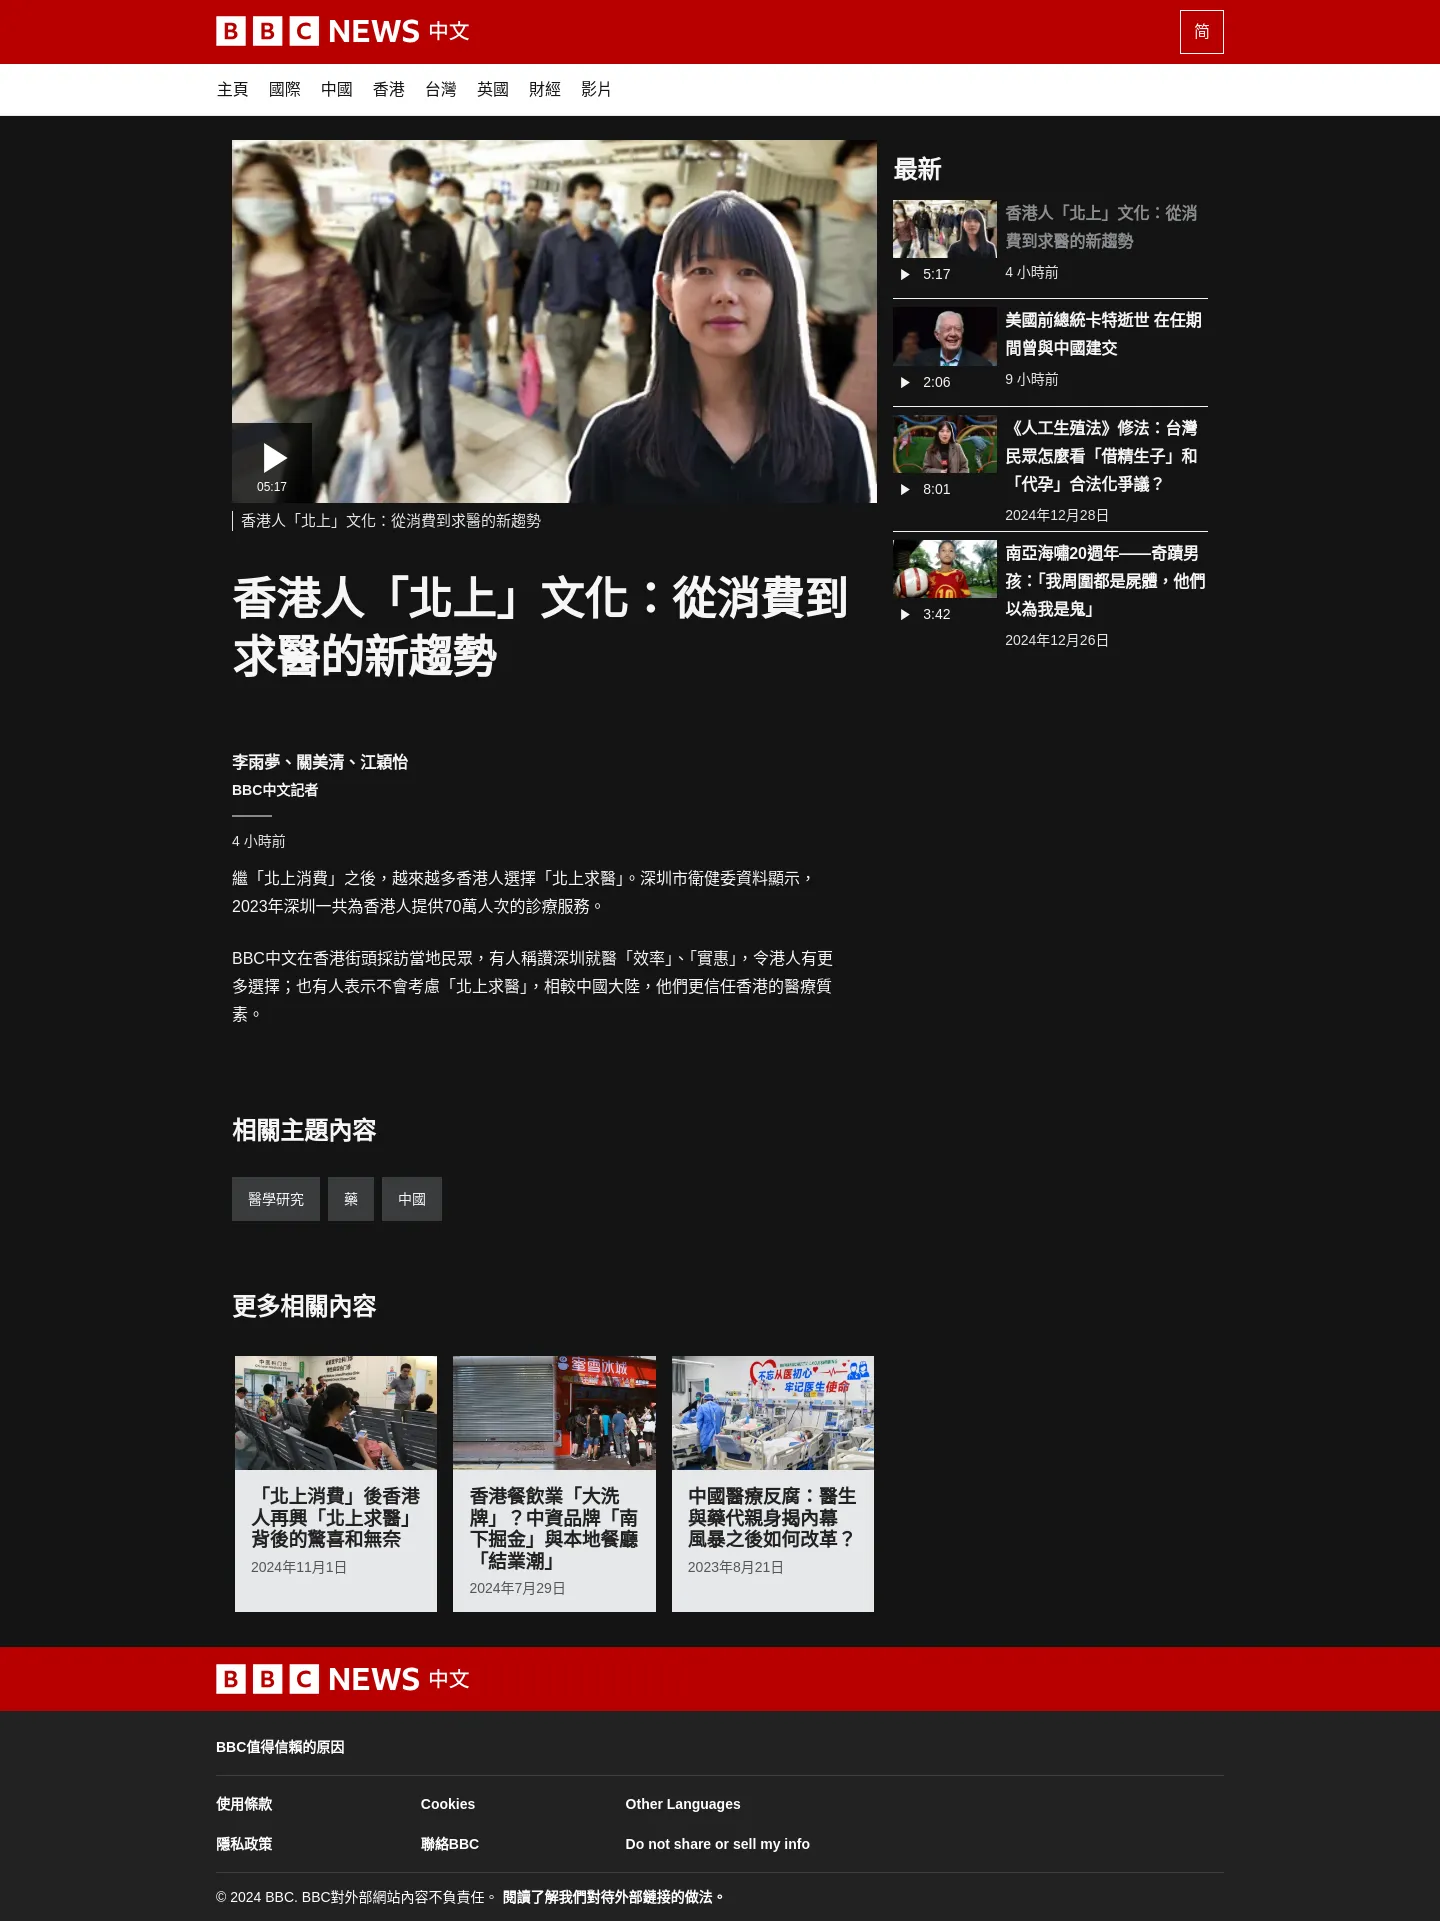 BBC NEWS 中文
简
主頁 國際 中國 香港 台灣 英國 財經 影片
05:17
香港人「北上」文化：從消費到求醫的新趨勢
香港人「北上」文化：從消費到
求醫的新趨勢
李雨夢、關美清、江穎怡
BBC中文記者
4 小時前
繼「北上消費」之後，越來越多香港人選擇「北上求醫」。深圳市衛健委資料顯示，
2023年深圳一共為香港人提供70萬人次的診療服務。
BBC中文在香港街頭採訪當地民眾，有人稱讚深圳就醫「效率」、「實惠」，令港人有更
多選擇；也有人表示不會考慮「北上求醫」，相較中國大陸，他們更信任香港的醫療質
素。
最新
香港人「北上」文化：從消
費到求醫的新趨勢
5:17
4 小時前
美國前總統卡特逝世 在任期
間曾與中國建交
2:06
9 小時前
《人工生殖法》修法：台灣
民眾怎麼看「借精生子」和
「代孕」合法化爭議？
8:01
2024年12月28日
南亞海嘯20週年——奇蹟男
孩：「我周圍都是屍體，他們
以為我是鬼」
3:42
2024年12月26日
相關主題內容
醫學研究 藥 中國
更多相關內容
「北上消費」後香港
人再興「北上求醫」
背後的驚喜和無奈
2024年11月1日
蜜雪冰城
香港餐飲業「大洗
牌」？中資品牌「南
下掘金」與本地餐廳
「結業潮」
2024年7月29日
不忘从医初心
牢记医生使命
中國醫療反腐：醫生
與藥代親身揭內幕
風暴之後如何改革？
2023年8月21日
BBC NEWS 中文
BBC值得信賴的原因
使用條款 Cookies Other Languages
隱私政策 聯絡BBC Do not share or sell my info
© 2024 BBC. BBC對外部網站內容不負責任。 閱讀了解我們對待外部鏈接的做法。